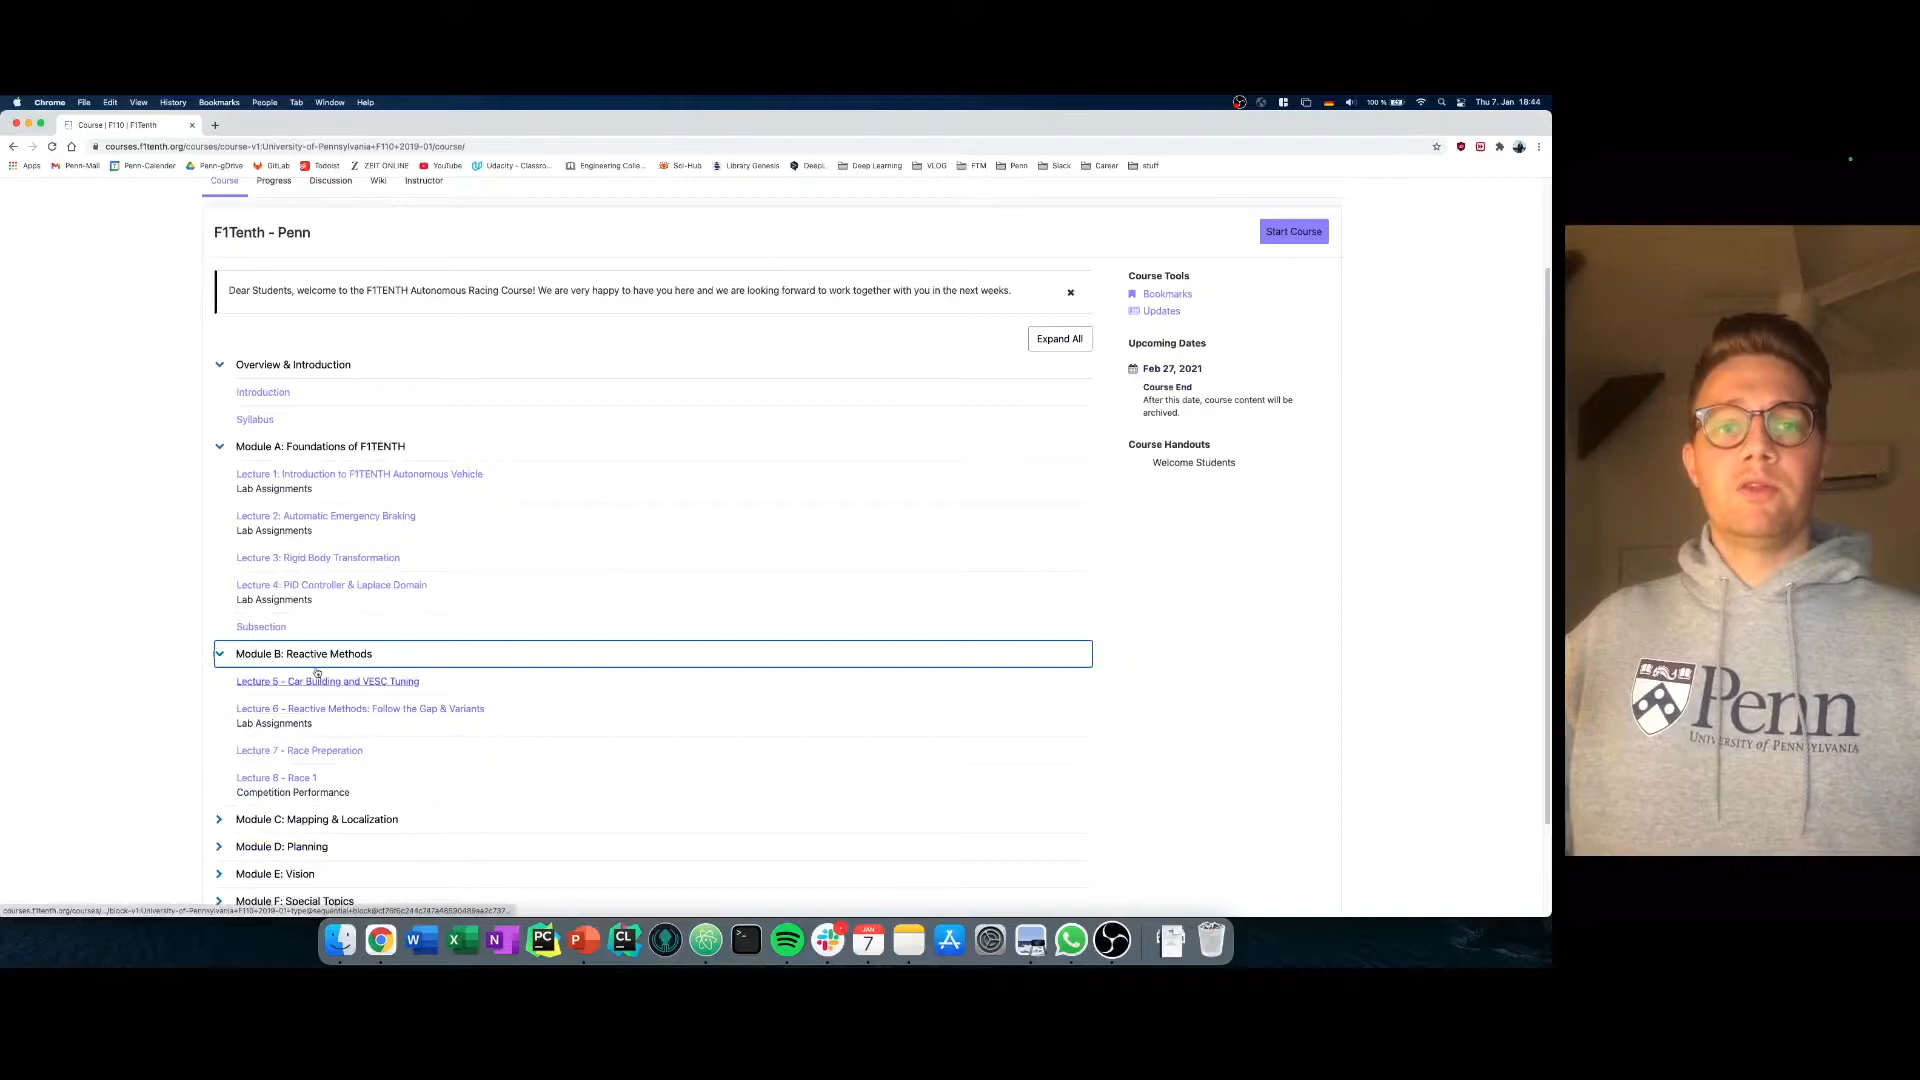 Chrome File Edit View History Bookmarks People Tab Window Help
100 % Thu 7. Jan 18:44
Course | F110 | F1Tenth
courses.f1tenth.org/courses/course-v1:University-of-Pennsylvania+F110+2019-01/course/
Apps Penn-Mail Penn-Calender Penn-gDrive GitLab Todoist ZEIT ONLINE YouTube Udacity - Classro... Engineering Colle... Sci-Hub Library Genesis DeepL Deep Learning VLOG FTM Penn Slack Career stuff
Course Progress Discussion Wiki Instructor
F1Tenth - Penn
Start Course
Dear Students, welcome to the F1TENTH Autonomous Racing Course! We are very happy to have you here and we are looking forward to work together with you in the next weeks.
Expand All
Overview & Introduction
Introduction
Syllabus
Module A: Foundations of F1TENTH
Lecture 1: Introduction to F1TENTH Autonomous Vehicle
Lab Assignments
Lecture 2: Automatic Emergency Braking
Lab Assignments
Lecture 3: Rigid Body Transformation
Lecture 4: PID Controller & Laplace Domain
Lab Assignments
Subsection
Module B: Reactive Methods
Lecture 5 - Car Building and VESC Tuning
Lecture 6 - Reactive Methods: Follow the Gap & Variants
Lab Assignments
Lecture 7 - Race Preperation
Lecture 8 - Race 1
Competition Performance
Module C: Mapping & Localization
Module D: Planning
Module E: Vision
Module F: Special Topics
Course Tools
Bookmarks
Updates
Upcoming Dates
Feb 27, 2021
Course End
After this date, course content will be
archived.
Course Handouts
Welcome Students
W X N PC P CL JAN
7
Penn
UNIVERSITY of PENNSYLVANIA